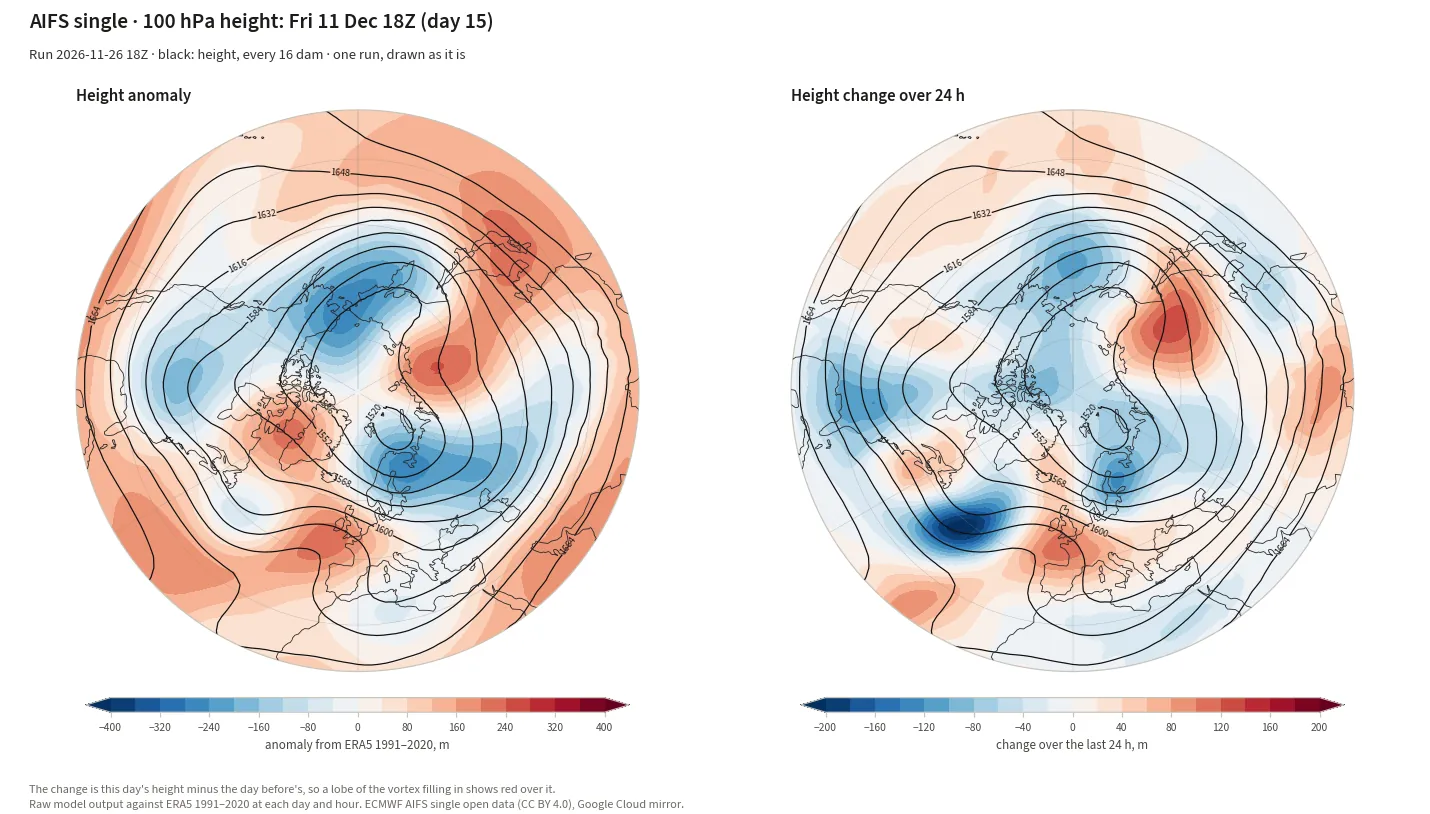 AIFS single · 100 hPa height: Fri 11 Dec 18Z (day 15)
Run 2026-11-26 18Z · black: height, every 16 dam · one run, drawn as it is
Height anomaly
Height change over 24 h
1648
1632
1616
1584
1664
1520
1552
1568
1600
1664
1648
1632
1616
1584
1664
1520
1552
1568
1600
1664
−400 −320 −240 −160 −80 0 80 160 240 320 400
anomaly from ERA5 1991–2020, m
−200 −160 −120 −80 −40 0 40 80 120 160 200
change over the last 24 h, m
The change is this day's height minus the day before's, so a lobe of the vortex filling in shows red over it.
Raw model output against ERA5 1991–2020 at each day and hour. ECMWF AIFS single open data (CC BY 4.0), Google Cloud mirror.